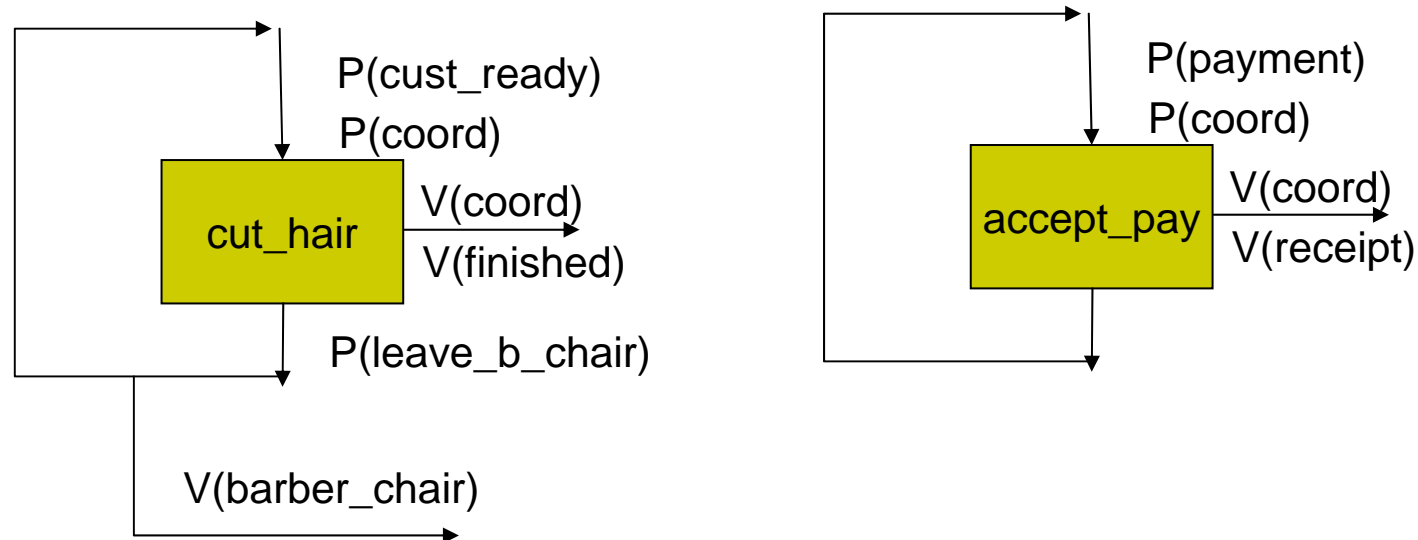 P(cust_ready)
P(coord)
cut_hair
V(coord)
V(finished)
P(leave_b_chair)
V(barber_chair)
P(payment)
P(coord)
accept_pay
V(coord)
V(receipt)